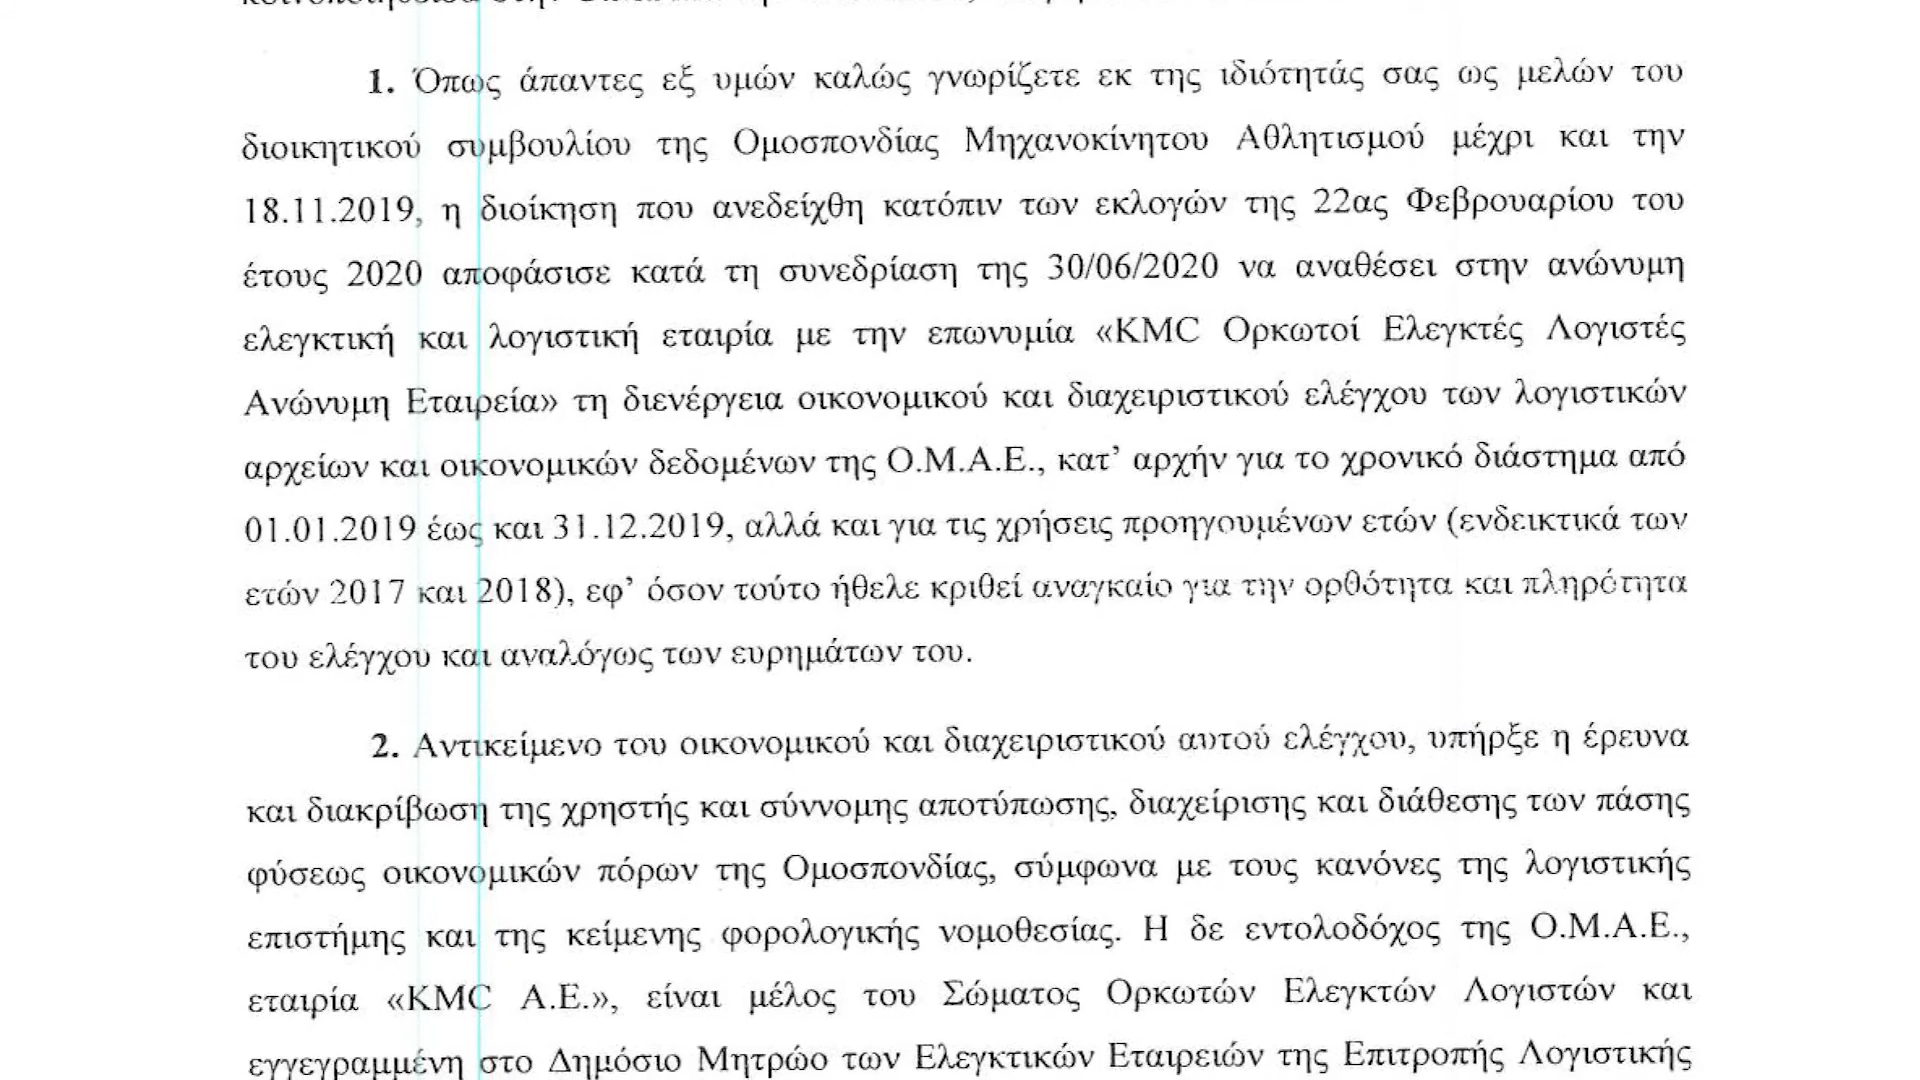 1. Όπως άπαντες εξ υμών καλώς γνωρίζετε εκ της ιδιότητάς σας ως μελών του
διοικητικού συμβουλίου της Ομοσπονδίας Μηχανοκίνητου Αθλητισμού μέχρι και την
18.11.2019, η διοίκηση που ανεδείχθη κατόπιν των εκλογών της 22ας Φεβρουαρίου του
έτους 2020 αποφάσισε κατά τη συνεδρίαση της 30/06/2020 να αναθέσει στην ανώνυμη
ελεγκτική και λογιστική εταιρία με την επωνυμία «KMC Ορκωτοί Ελεγκτές Λογιστές
Ανώνυμη Εταιρεία» τη διενέργεια οικονομικού και διαχειριστικού ελέγχου των λογιστικών
αρχείων και οικονομικών δεδομένων της Ο.Μ.Α.Ε., κατ’ αρχήν για το χρονικό διάστημα από
01.01.2019 έως και 31.12.2019, αλλά και για τις χρήσεις προηγουμένων ετών (ενδεικτικά των
ετών 2017 και 2018), εφ’ όσον τούτο ήθελε κριθεί αναγκαίο για την ορθότητα και πληρότητα
του ελέγχου και αναλόγως των ευρημάτων του.
2. Αντικείμενο του οικονομικού και διαχειριστικού αυτού ελέγχου, υπήρξε η έρευνα
και διακρίβωση της χρηστής και σύννομης αποτύπωσης, διαχείρισης και διάθεσης των πάσης
φύσεως οικονομικών πόρων της Ομοσπονδίας, σύμφωνα με τους κανόνες της λογιστικής
επιστήμης και της κείμενης φορολογικής νομοθεσίας. Η δε εντολοδόχος της Ο.Μ.Α.Ε.,
εταιρία «KMC Α.Ε.», είναι μέλος του Σώματος Ορκωτών Ελεγκτών Λογιστών και
εγγεγραμμένη στο Δημόσιο Μητρώο των Ελεγκτικών Εταιρειών της Επιτροπής Λογιστικής